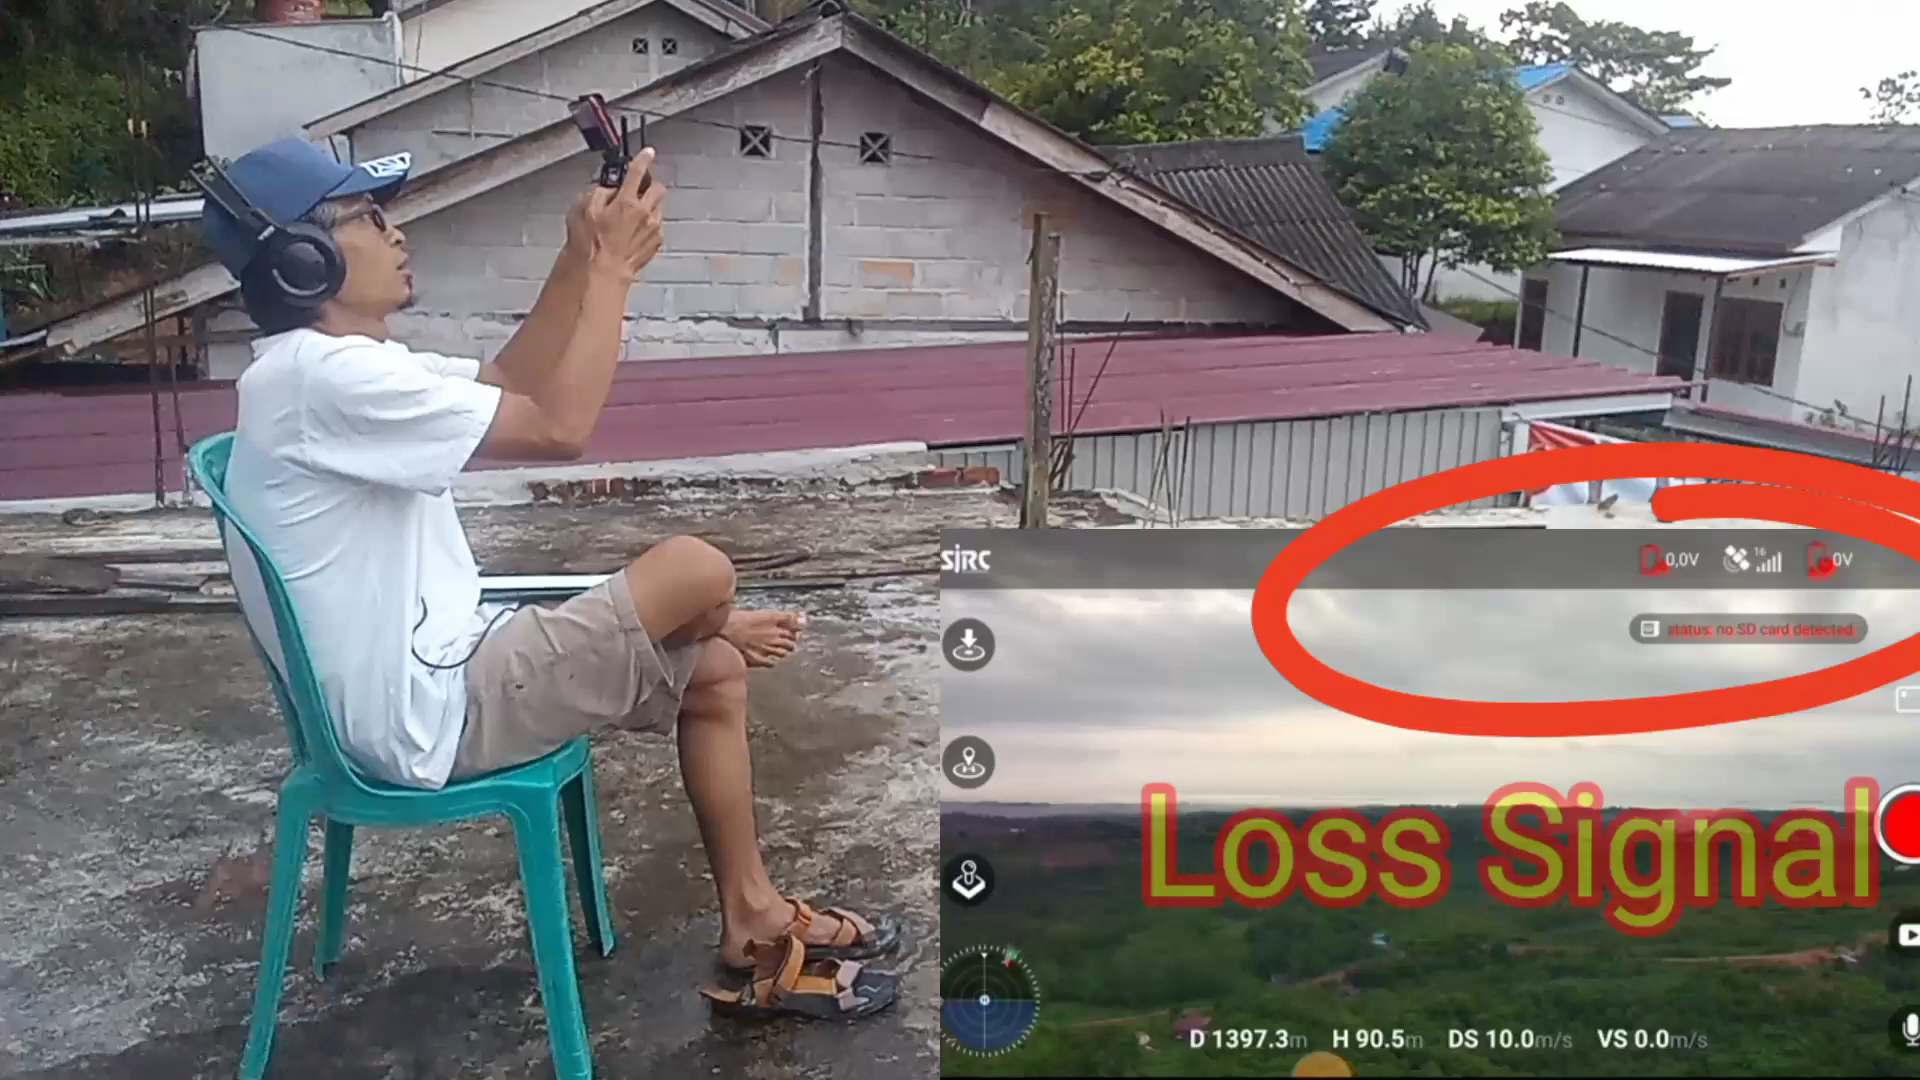 SJRC
0,0V
16
0V
status: no SD card detected
Loss Signal
D 1397.3m H 90.5m DS 10.0m/s VS 0.0m/s